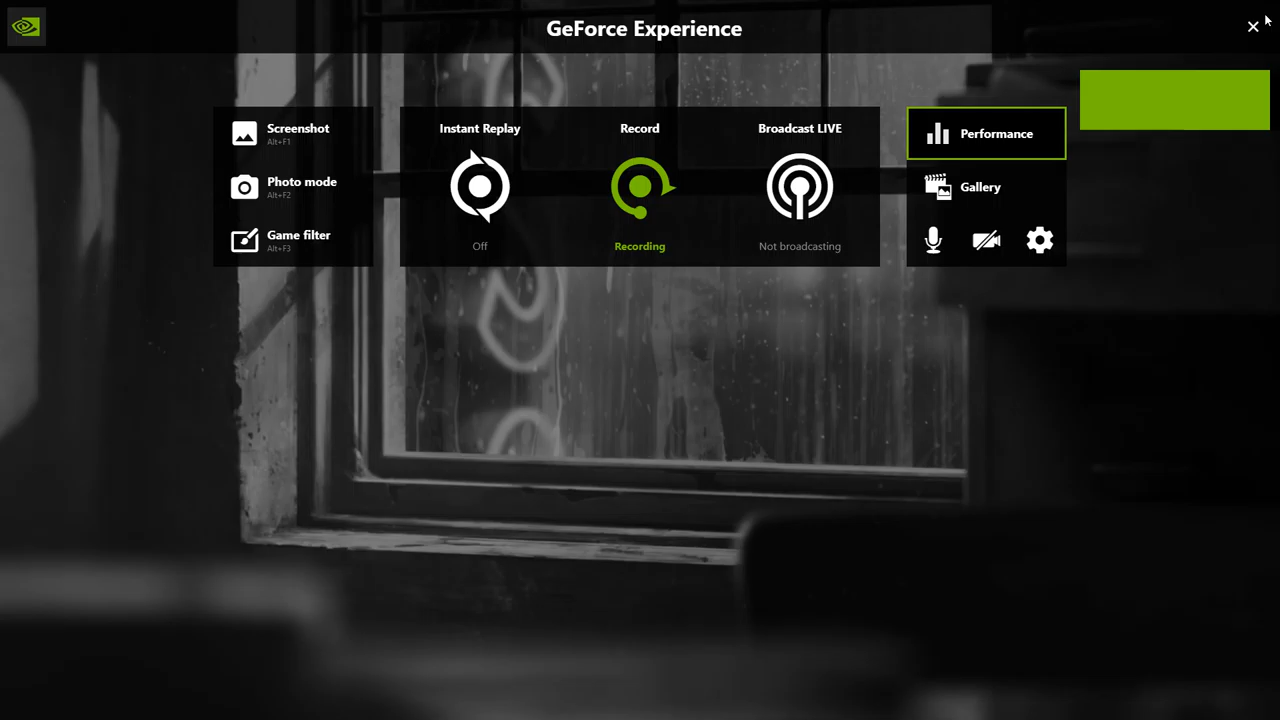 GeForce Experience
Screenshot
Alt+F1
Photo mode
Alt+F2
Game filter
Alt+F3
Instant Replay
Off
Record
Recording
Broadcast LIVE
Not broadcasting
Performance
Gallery